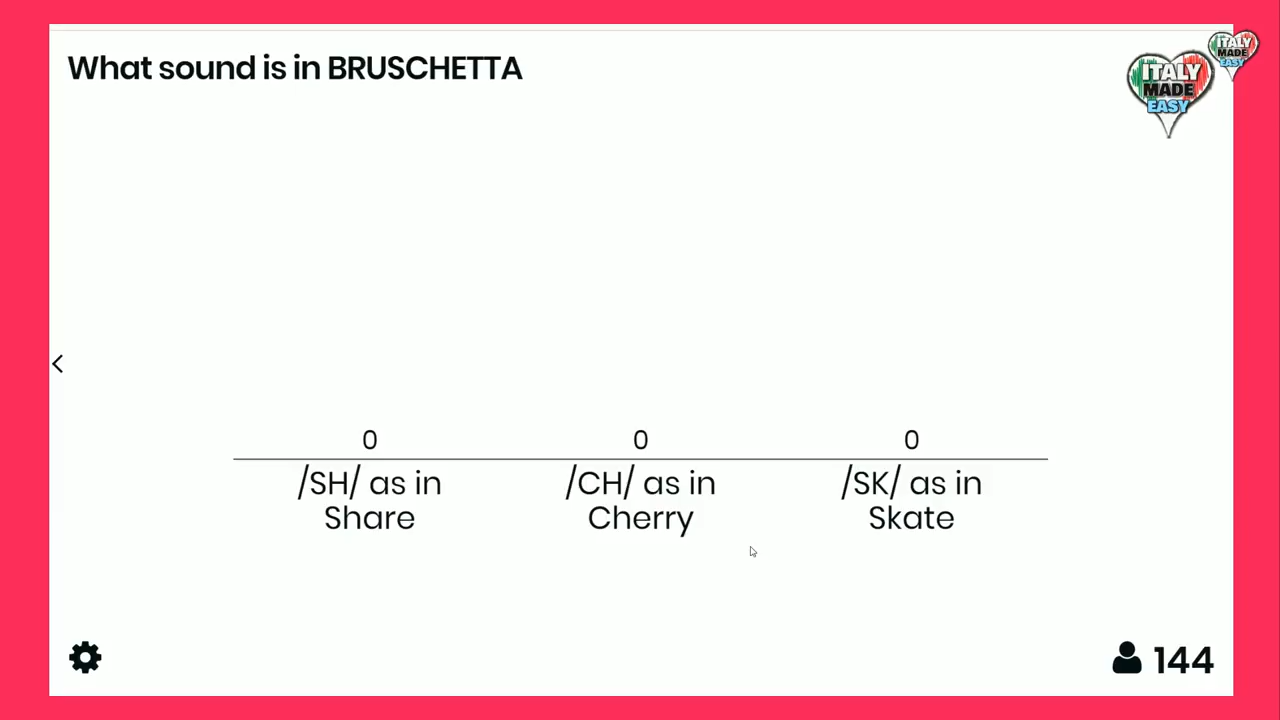 What sound is in BRUSCHETTA
ITALY
MADE
EASY
ITALY
MADE
EASY
0
0
0
/SH/ as in
Share
/CH/ as in
Cherry
/SK/ as in
Skate
144